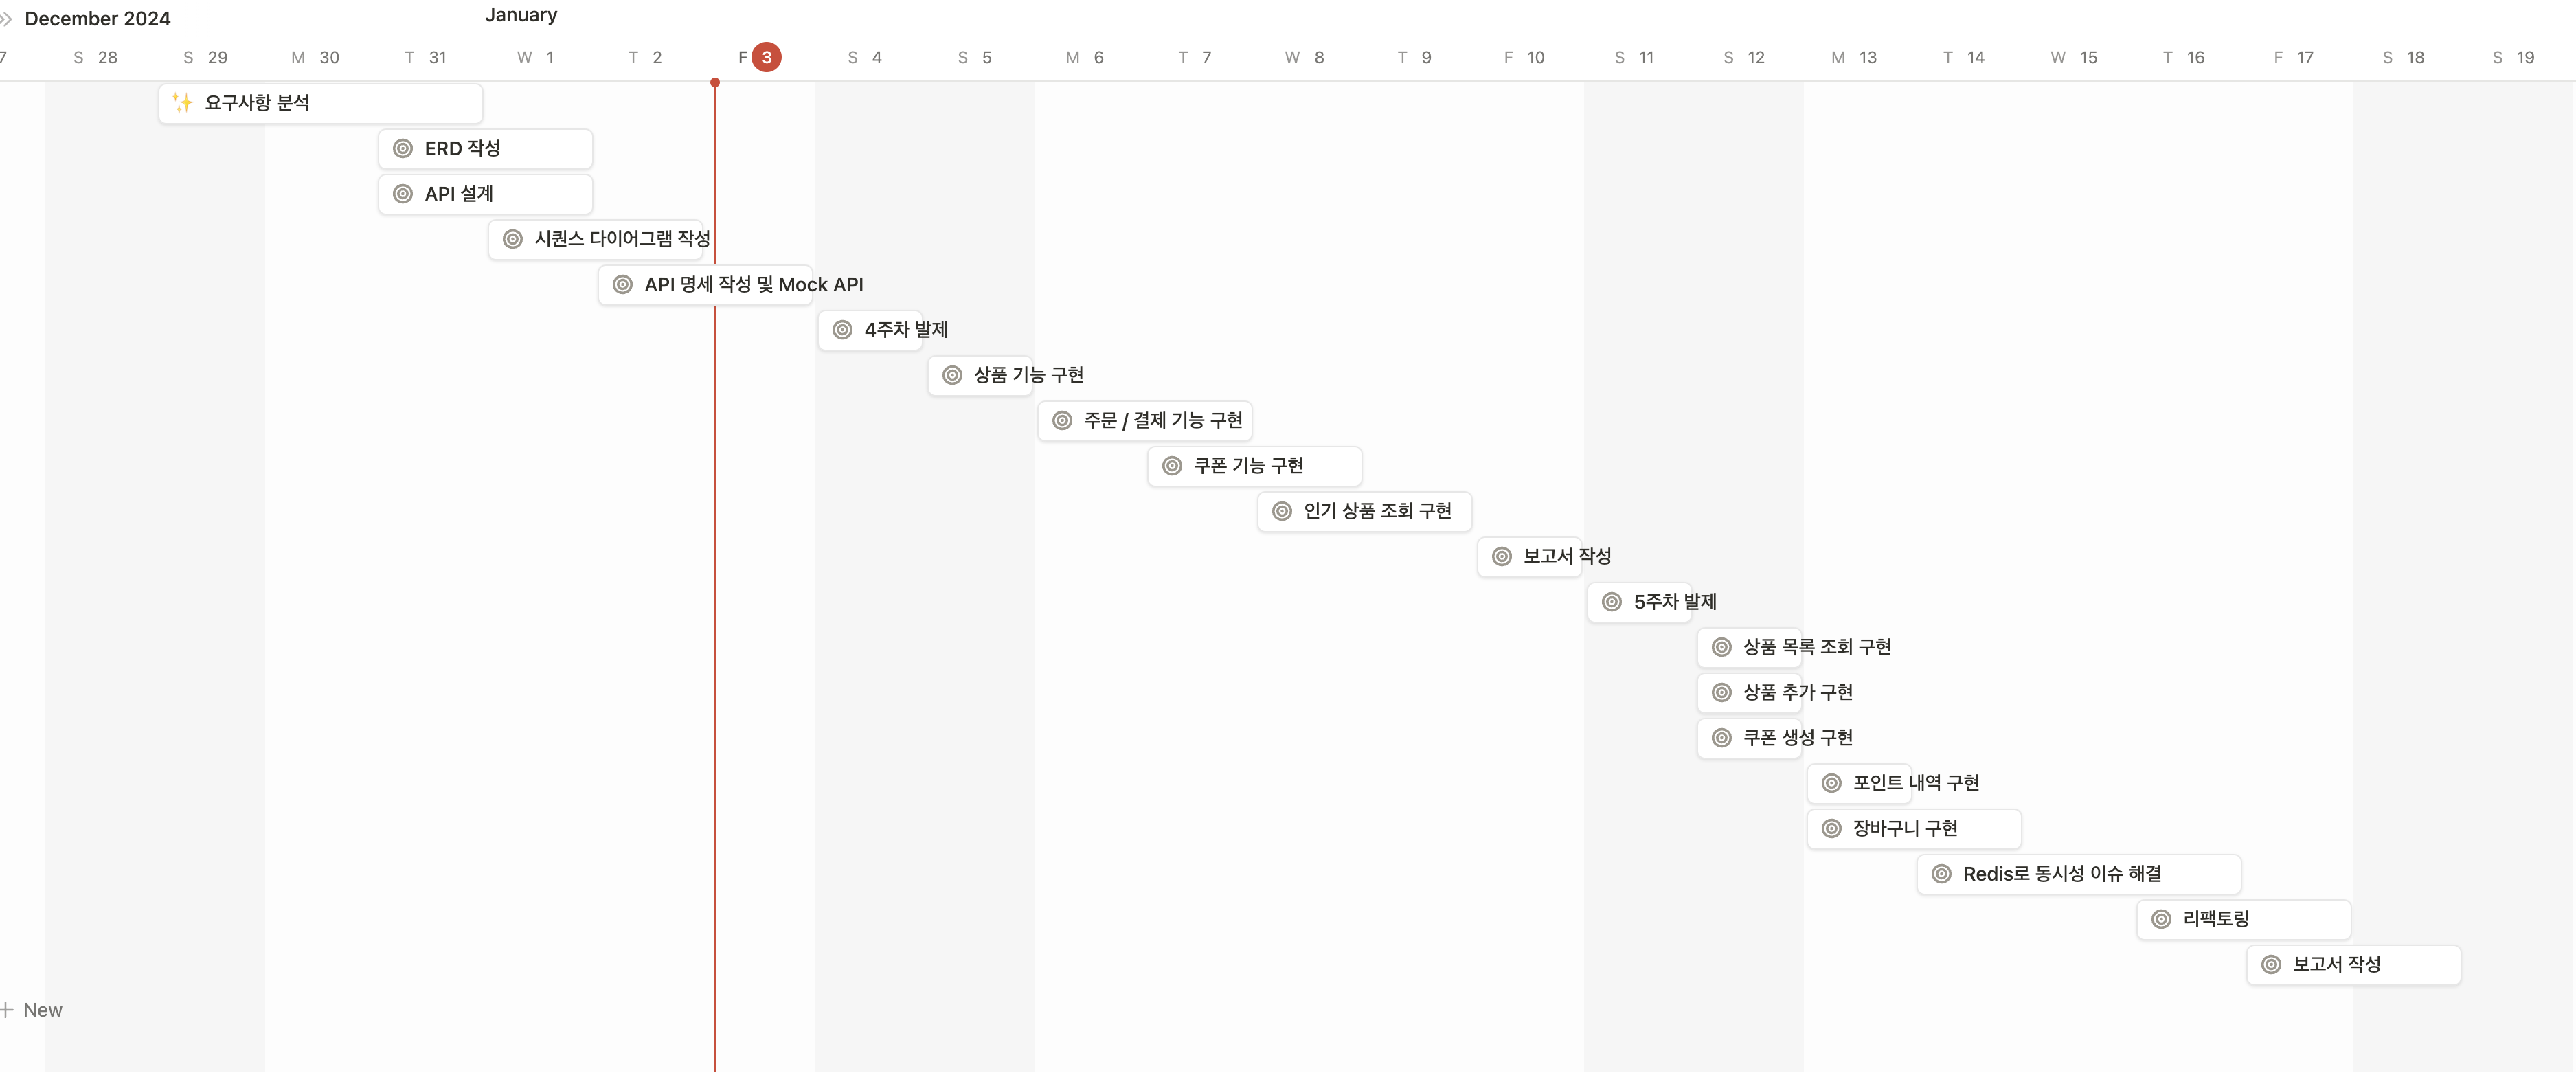 December 2024
January
7 S 28 S 29 M 30 T 31 W 1 T 2 F 3 S 4 S 5 M 6 T 7 W 8 T 9 F 10 S 11 S 12 M 13 T 14 W 15 T 16 F 17 S 18 S 19
요구사항 분석
ERD 작성
API 설계
시퀀스 다이어그램 작성
API 명세 작성 및 Mock API
4주차 발제
상품 기능 구현
주문 / 결제 기능 구현
쿠폰 기능 구현
인기 상품 조회 구현
보고서 작성
5주차 발제
상품 목록 조회 구현
상품 추가 구현
쿠폰 생성 구현
포인트 내역 구현
장바구니 구현
Redis로 동시성 이슈 해결
리팩토링
보고서 작성
+ New